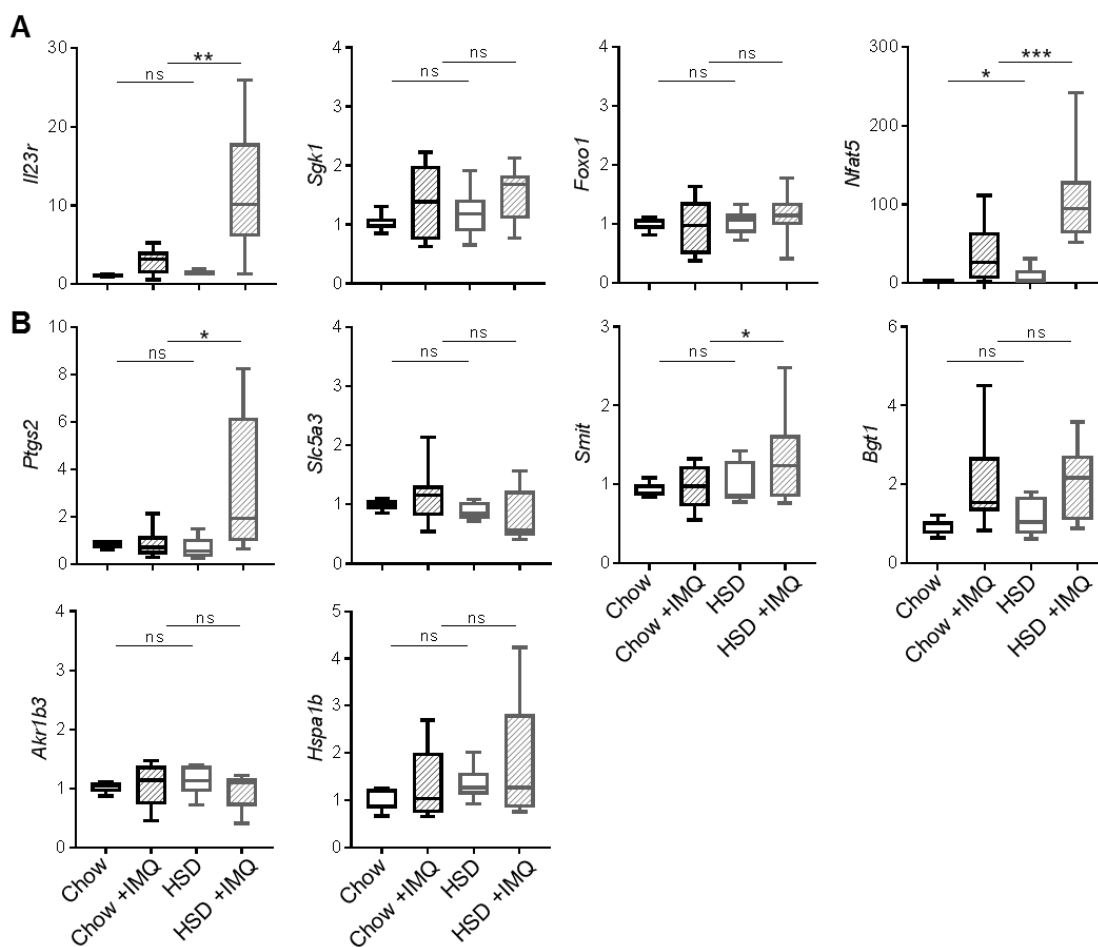 A
Il23r
30
20
10
0
ns
**
Sgk1
4
3
2
1
0
ns
ns
Foxo1
4
3
2
1
0
ns
ns
Nfat5
300
200
100
0
*
***
B
Ptgs2
10
8
6
4
2
0
ns
*
Slc5a3
4
3
2
1
0
ns
ns
Smit
3
2
1
0
ns
*
Chow
Chow +IMQ
HSD
HSD +IMQ
Bgt1
6
4
2
0
ns
ns
Chow
Chow +IMQ
HSD
HSD +IMQ
Akr1b3
4
3
2
1
0
ns
ns
Chow
Chow +IMQ
HSD
HSD +IMQ
Hspa1b
5
4
3
2
1
0
ns
ns
Chow
Chow +IMQ
HSD
HSD +IMQ